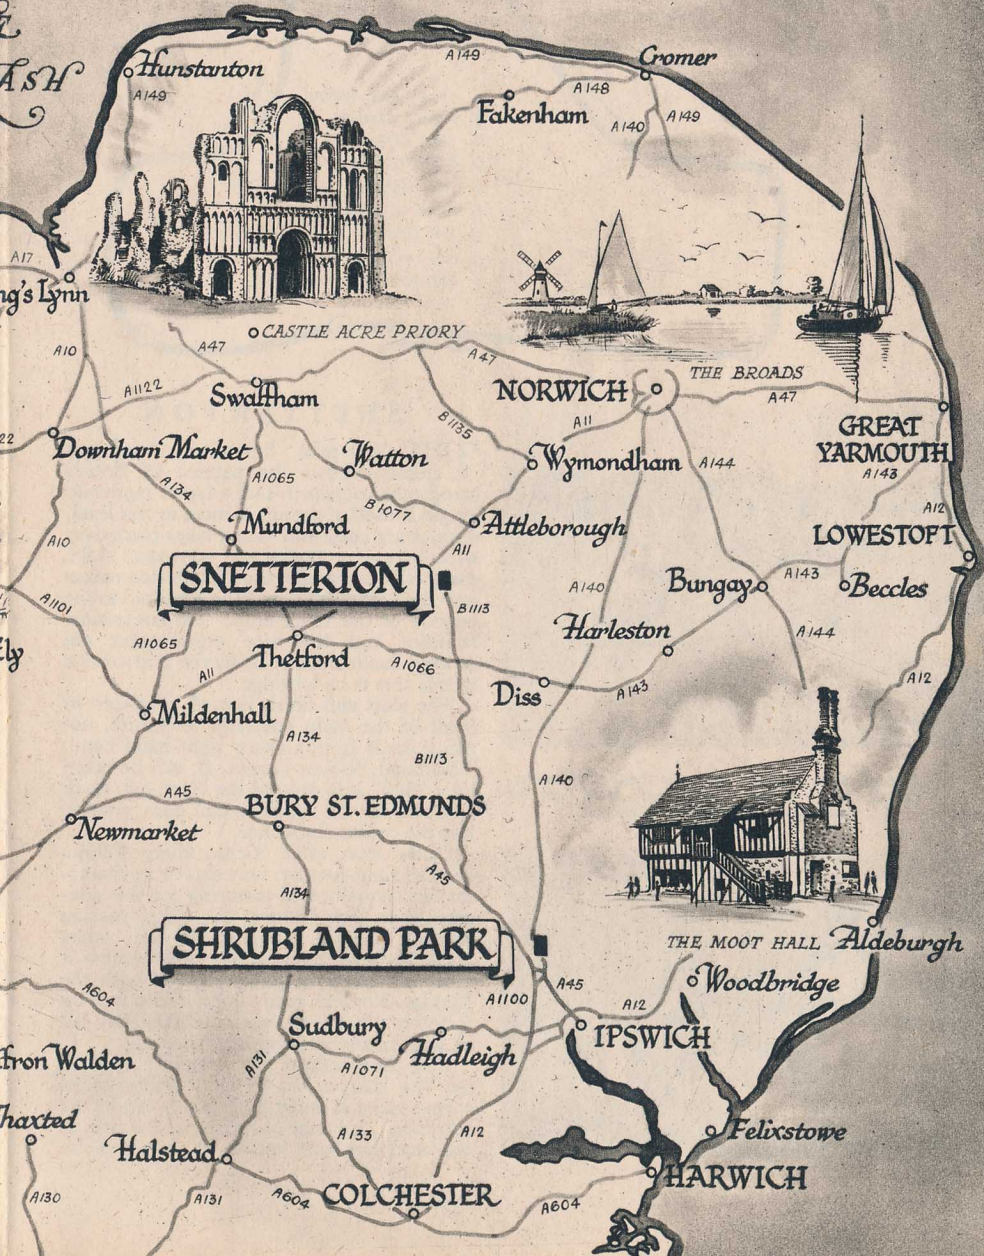 ASH
Hunstanton
A149
A149
Cromer
A148
Fakenham
A140
A149
A17
ng's Lynn
CASTLE ACRE PRIORY
A10
A47
A47
THE BROADS
A1122
Swaffham
NORWICH
A47
B1135
A11
GREAT
YARMOUTH
22
Downham Market
Watton
Wymondham
A144
A143
A1065
A134
B1077
A12
Mundford
Attleborough
LOWESTOFT
A10
A11
SNETTERTON
A140
Bungay
A143
Beccles
A1101
B1113
Harleston
A144
Ely
A1065
Thetford
A1066
A11
Diss
A143
A12
Mildenhall
A134
B1113
A140
A45
BURY ST. EDMUNDS
Newmarket
A45
A134
SHRUBLAND PARK
THE MOOT HALL
Aldeburgh
A604
A1100
A45
A12
Woodbridge
Sudbury
Hadleigh
IPSWICH
ffron Walden
A131
A1071
haxted
Halstead
A133
A12
Felixstowe
A130
A131
A604
COLCHESTER
A604
HARWICH